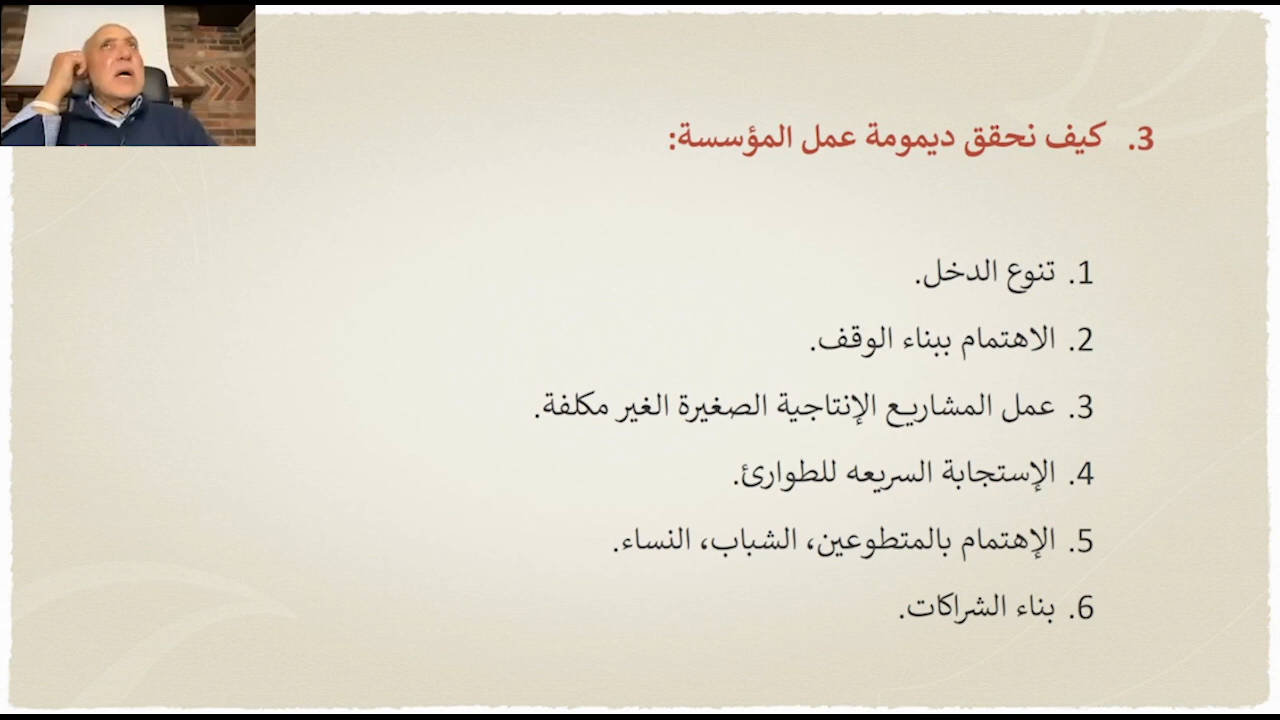 3. كيف نحقق ديمومة عمل المؤسسة:
1. تنوع الدخل.
2. الاهتمام ببناء الوقف.
3. عمل المشاريع الإنتاجية الصغيرة الغير مكلفة.
4. الإستجابة السريعه للطوارئ.
5. الإهتمام بالمتطوعين، الشباب، النساء.
6. بناء الشراكات.